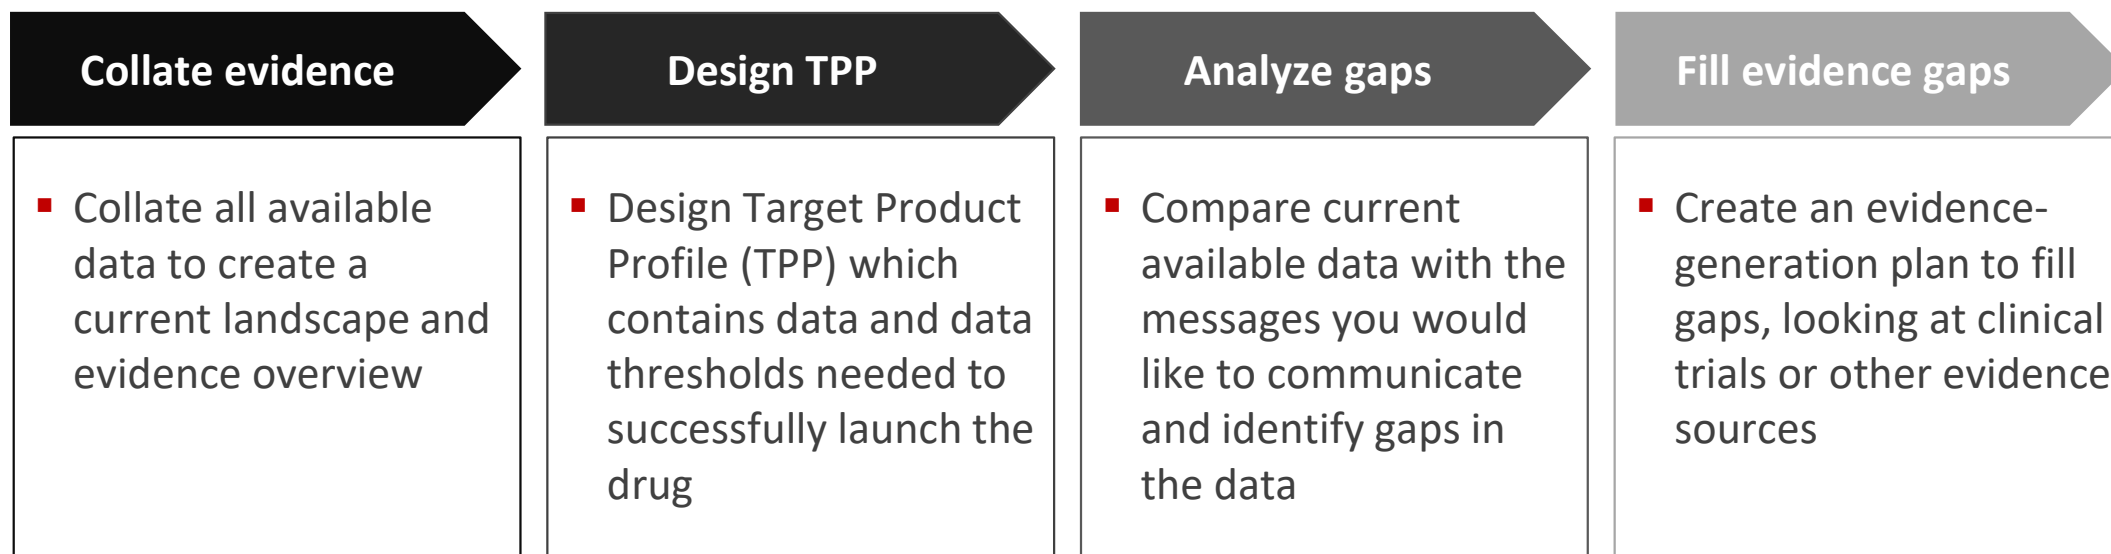 Collate evidence
Design TPP
Analyze gaps
Fill evidence gaps
▪ Collate all available
data to create a
current landscape and
evidence overview
▪ Design Target Product
Profile (TPP) which
contains data and data
thresholds needed to
successfully launch the
drug
▪ Compare current
available data with the
messages you would
like to communicate
and identify gaps in
the data
▪ Create an evidence-
generation plan to fill
gaps, looking at clinical
trials or other evidence
sources